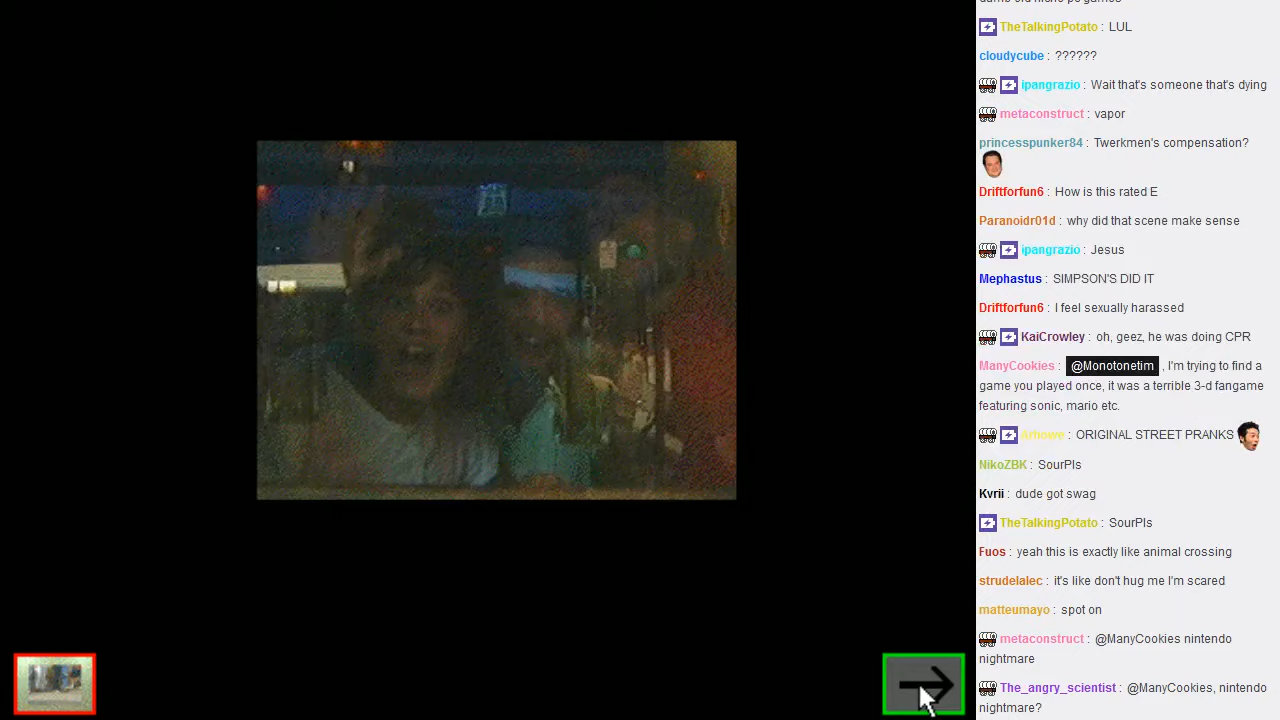 TheTalkingPotato : LUL
cloudycube : ??????
ipangrazio : Wait that's someone that's dying
metaconstruct : vapor
princesspunker84 : Twerkmen's compensation?
Driftforfun6 : How is this rated E
Paranoidr01d : why did that scene make sense
ipangrazio : Jesus
Mephastus : SIMPSON'S DID IT
Driftforfun6 : I feel sexually harassed
KaiCrowley : oh, geez, he was doing CPR
ManyCookies : @Monotonetim , I'm trying to find a
game you played once, it was a terrible 3-d fangame
featuring sonic, mario etc.
Arhowe : ORIGINAL STREET PRANKS
NikoZBK : SourPls
Kvrii : dude got swag
TheTalkingPotato : SourPls
Fuos : yeah this is exactly like animal crossing
strudelalec : it's like don't hug me I'm scared
matteumayo : spot on
metaconstruct : @ManyCookies nintendo
nightmare
The_angry_scientist : @ManyCookies, nintendo
nightmare?